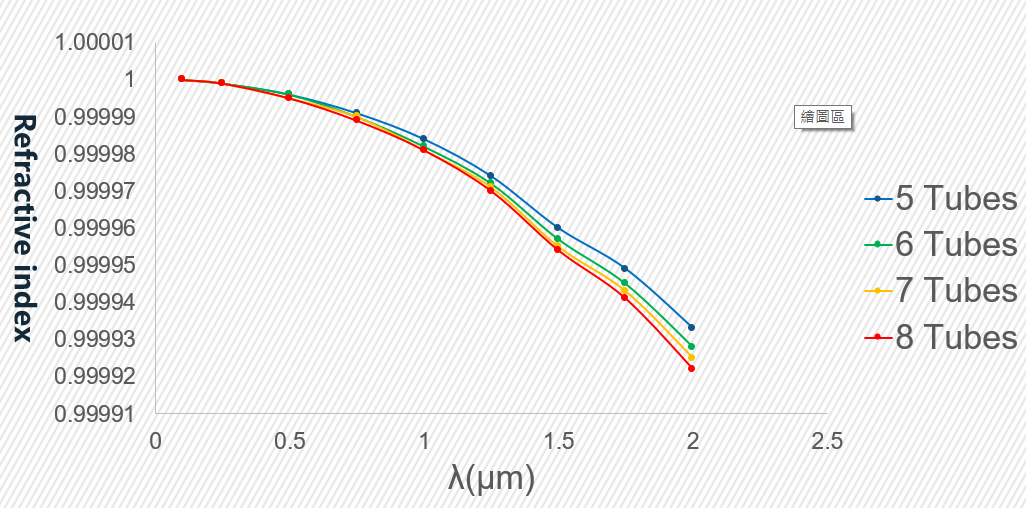 1.00001
1
0.99999
0.99998
0.99997
0.99996
0.99995
0.99994
0.99993
0.99992
0.99991
Refractive index
0 0.5 1 1.5 2 2.5
λ(μm)
繪圖區
5 Tubes
6 Tubes
7 Tubes
8 Tubes